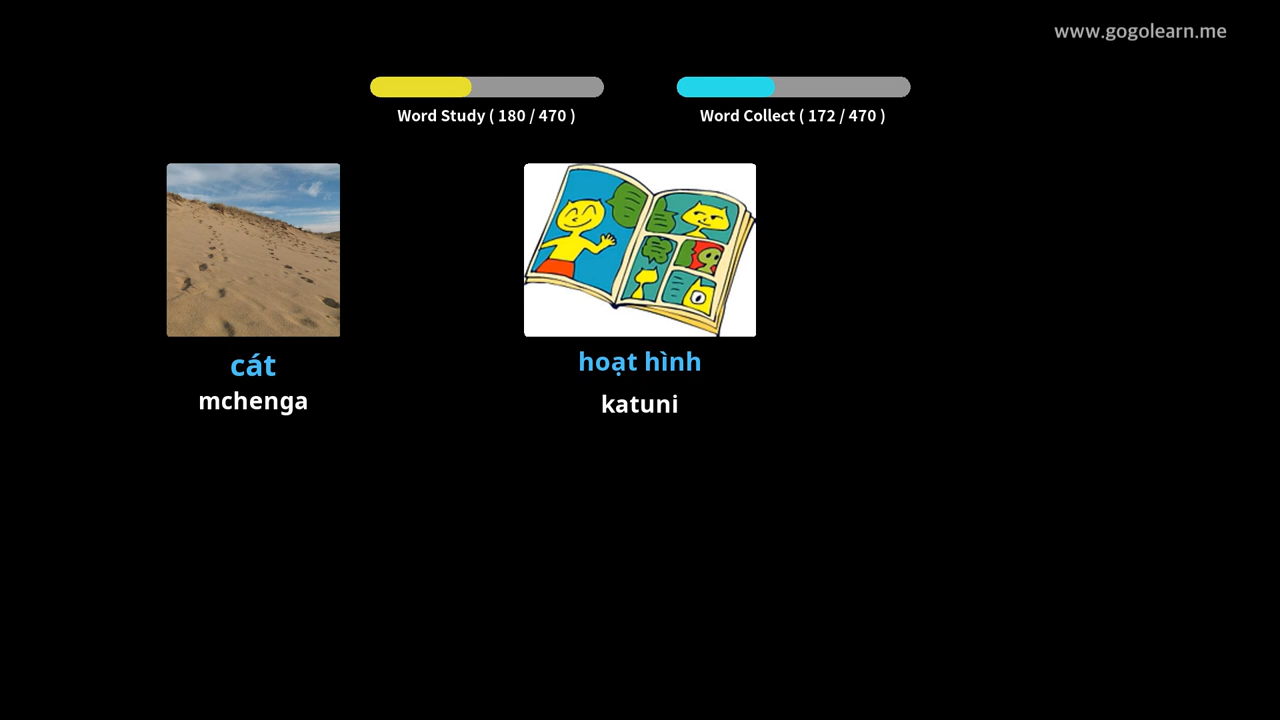 www.gogolearn.me
Word Study ( 180 / 470 )
Word Collect ( 172 / 470 )
cát
mchenga
hoạt hình
katuni